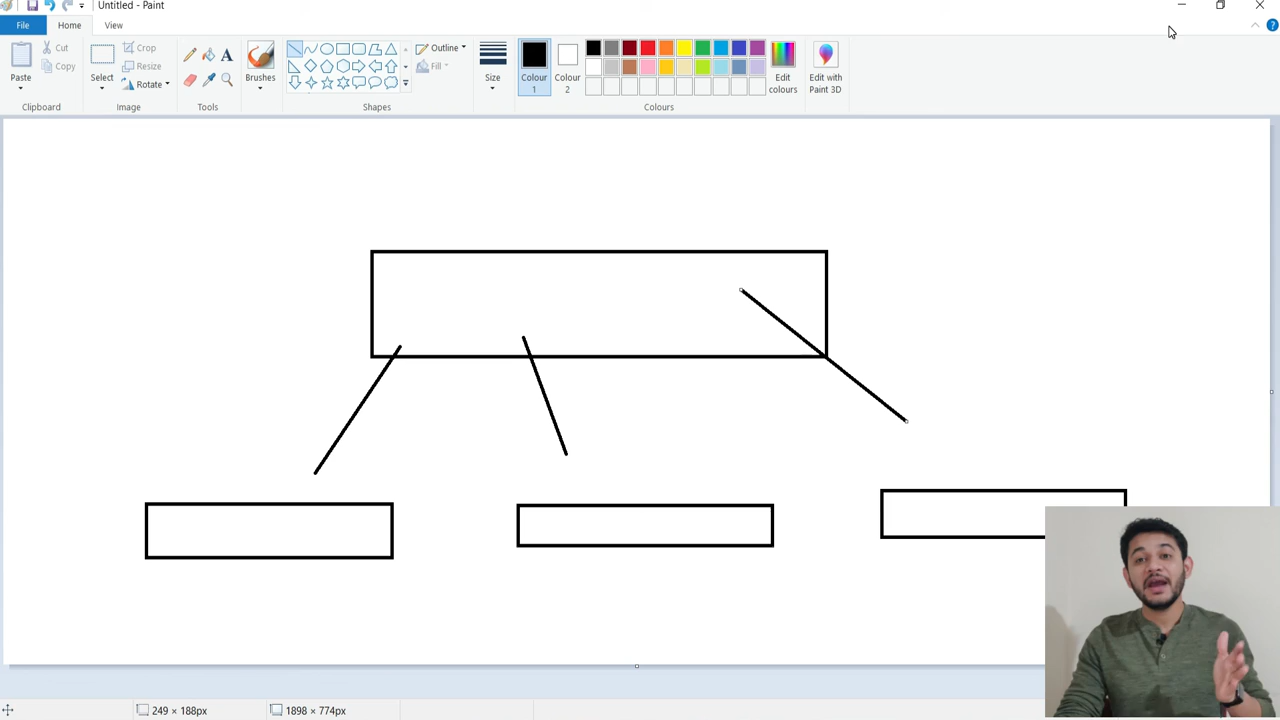 Untitled - Paint
File Home View
Paste
Cut
Copy
Clipboard
Select
Crop
Resize
Rotate
Image
A
Tools
Brushes
Outline
Fill
Shapes
Size
Colour
1
Colour
2
Edit
colours
Colours
Edit with
Paint 3D
?
249 × 188px
1898 × 774px